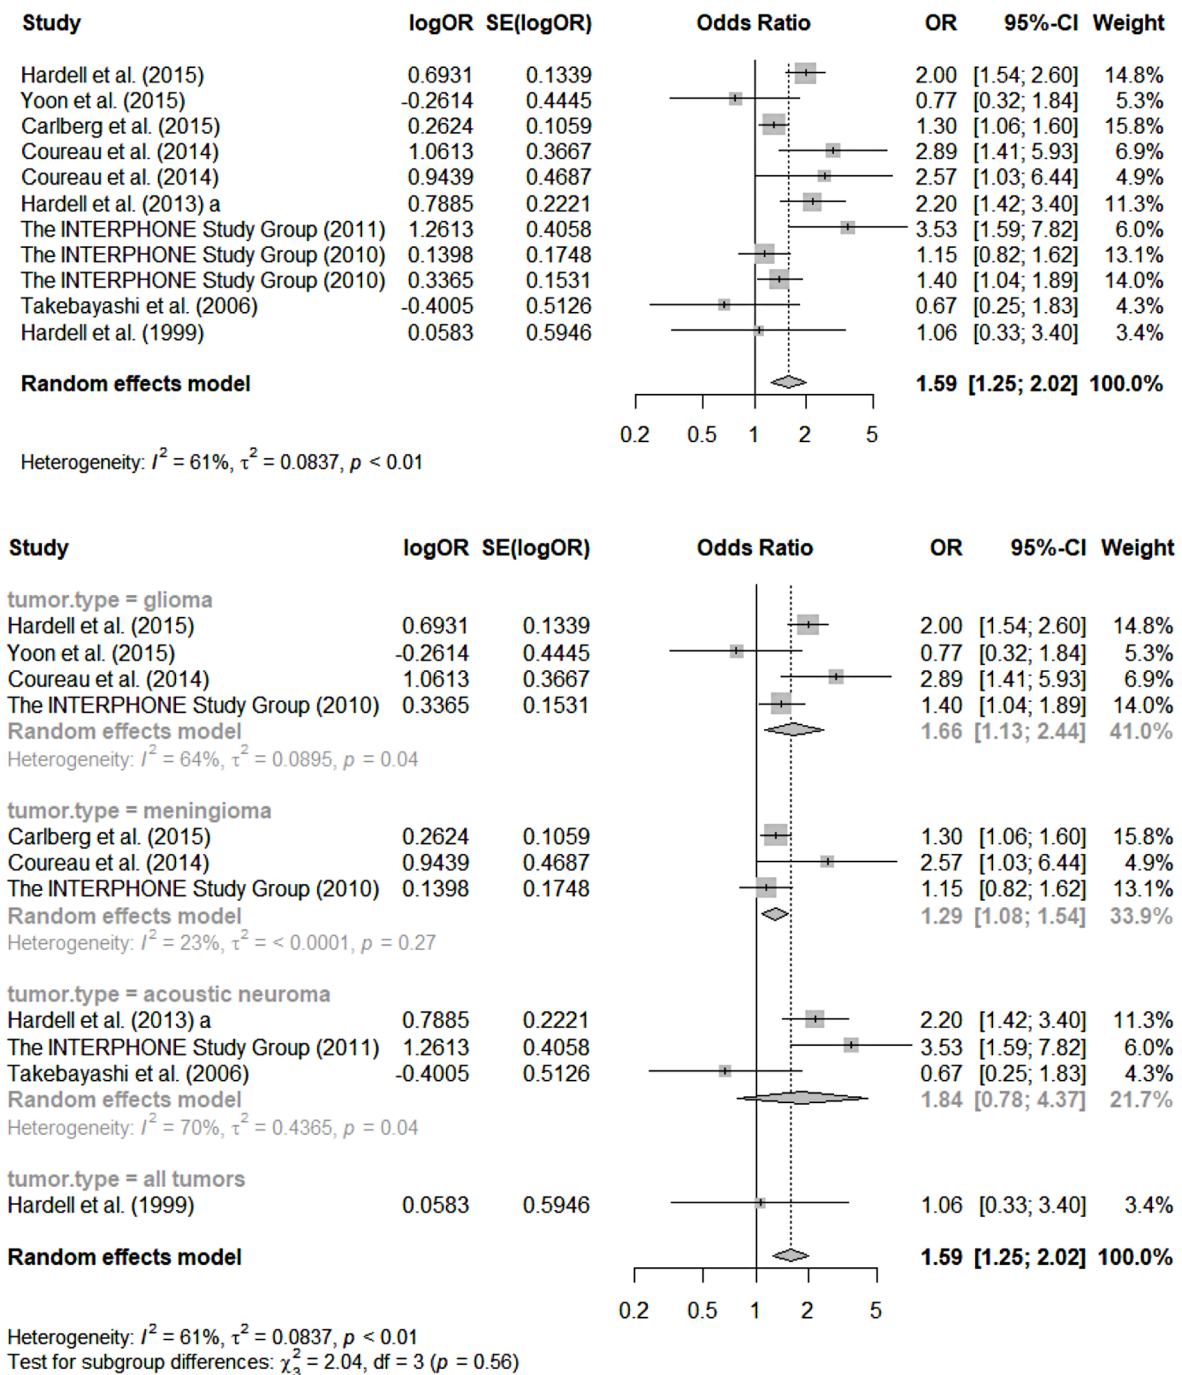 Study logOR SE(logOR) Odds Ratio OR 95%-CI Weight
Hardell et al. (2015) 0.6931 0.1339 2.00 [1.54; 2.60] 14.8%
Yoon et al. (2015) -0.2614 0.4445 0.77 [0.32; 1.84] 5.3%
Carlberg et al. (2015) 0.2624 0.1059 1.30 [1.06; 1.60] 15.8%
Coureau et al. (2014) 1.0613 0.3667 2.89 [1.41; 5.93] 6.9%
Coureau et al. (2014) 0.9439 0.4687 2.57 [1.03; 6.44] 4.9%
Hardell et al. (2013) a 0.7885 0.2221 2.20 [1.42; 3.40] 11.3%
The INTERPHONE Study Group (2011) 1.2613 0.4058 3.53 [1.59; 7.82] 6.0%
The INTERPHONE Study Group (2010) 0.1398 0.1748 1.15 [0.82; 1.62] 13.1%
The INTERPHONE Study Group (2010) 0.3365 0.1531 1.40 [1.04; 1.89] 14.0%
Takebayashi et al. (2006) -0.4005 0.5126 0.67 [0.25; 1.83] 4.3%
Hardell et al. (1999) 0.0583 0.5946 1.06 [0.33; 3.40] 3.4%
Random effects model 1.59 [1.25; 2.02] 100.0%
0.2 0.5 1 2 5
Heterogeneity: I² = 61%, τ² = 0.0837, p < 0.01
Study logOR SE(logOR) Odds Ratio OR 95%-CI Weight
tumor.type = glioma
Hardell et al. (2015) 0.6931 0.1339 2.00 [1.54; 2.60] 14.8%
Yoon et al. (2015) -0.2614 0.4445 0.77 [0.32; 1.84] 5.3%
Coureau et al. (2014) 1.0613 0.3667 2.89 [1.41; 5.93] 6.9%
The INTERPHONE Study Group (2010) 0.3365 0.1531 1.40 [1.04; 1.89] 14.0%
Random effects model 1.66 [1.13; 2.44] 41.0%
Heterogeneity: I² = 64%, τ² = 0.0895, p = 0.04
tumor.type = meningioma
Carlberg et al. (2015) 0.2624 0.1059 1.30 [1.06; 1.60] 15.8%
Coureau et al. (2014) 0.9439 0.4687 2.57 [1.03; 6.44] 4.9%
The INTERPHONE Study Group (2010) 0.1398 0.1748 1.15 [0.82; 1.62] 13.1%
Random effects model 1.29 [1.08; 1.54] 33.9%
Heterogeneity: I² = 23%, τ² = < 0.0001, p = 0.27
tumor.type = acoustic neuroma
Hardell et al. (2013) a 0.7885 0.2221 2.20 [1.42; 3.40] 11.3%
The INTERPHONE Study Group (2011) 1.2613 0.4058 3.53 [1.59; 7.82] 6.0%
Takebayashi et al. (2006) -0.4005 0.5126 0.67 [0.25; 1.83] 4.3%
Random effects model 1.84 [0.78; 4.37] 21.7%
Heterogeneity: I² = 70%, τ² = 0.4365, p = 0.04
tumor.type = all tumors
Hardell et al. (1999) 0.0583 0.5946 1.06 [0.33; 3.40] 3.4%
Random effects model 1.59 [1.25; 2.02] 100.0%
0.2 0.5 1 2 5
Heterogeneity: I² = 61%, τ² = 0.0837, p < 0.01
Test for subgroup differences: χ²₃ = 2.04, df = 3 (p = 0.56)